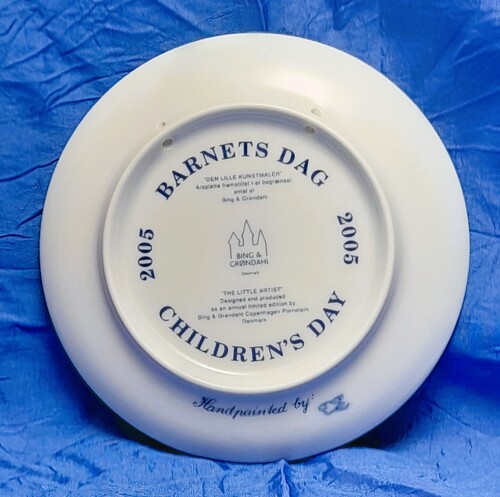 BARNETS DAG
"DEN LILLE KUNSTMALER"
Årsplatte fremstillet i et begrænset
antal af
Bing & Grøndahl
2005
2005
BING &
GRØNDAHL
Denmark
"THE LITTLE ARTIST"
Designed and produced
as an annual limited edition by
Bing & Grøndahl Copenhagen Porcelain,
Denmark
CHILDREN'S DAY
Handpainted by: